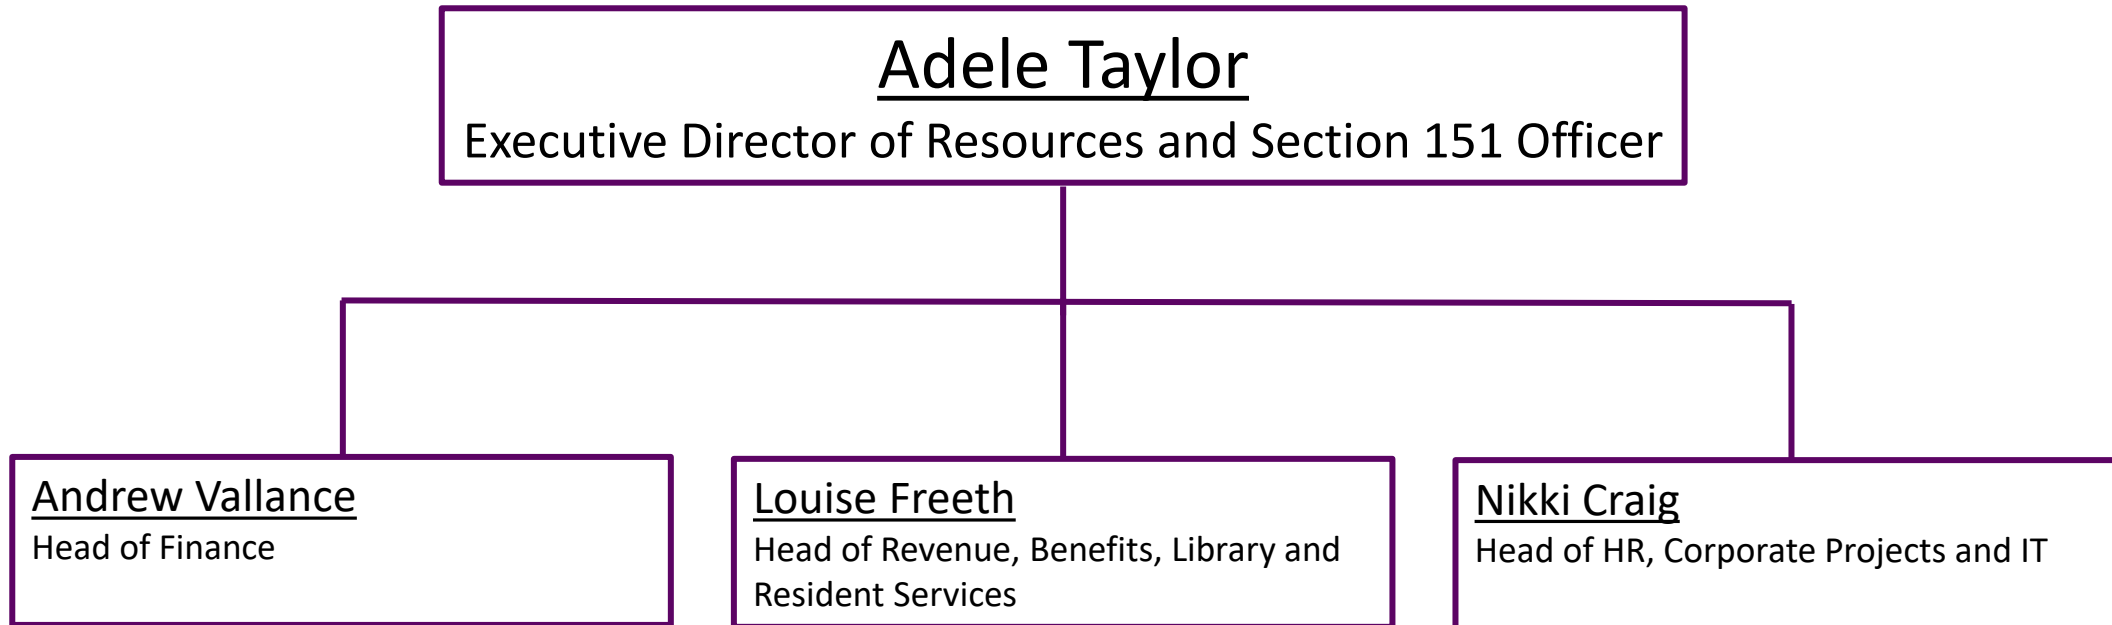 Adele Taylor
Executive Director of Resources and Section 151 Officer
Andrew Vallance
Head of Finance
Louise Freeth
Head of Revenue, Benefits, Library and
Resident Services
Nikki Craig
Head of HR, Corporate Projects and IT